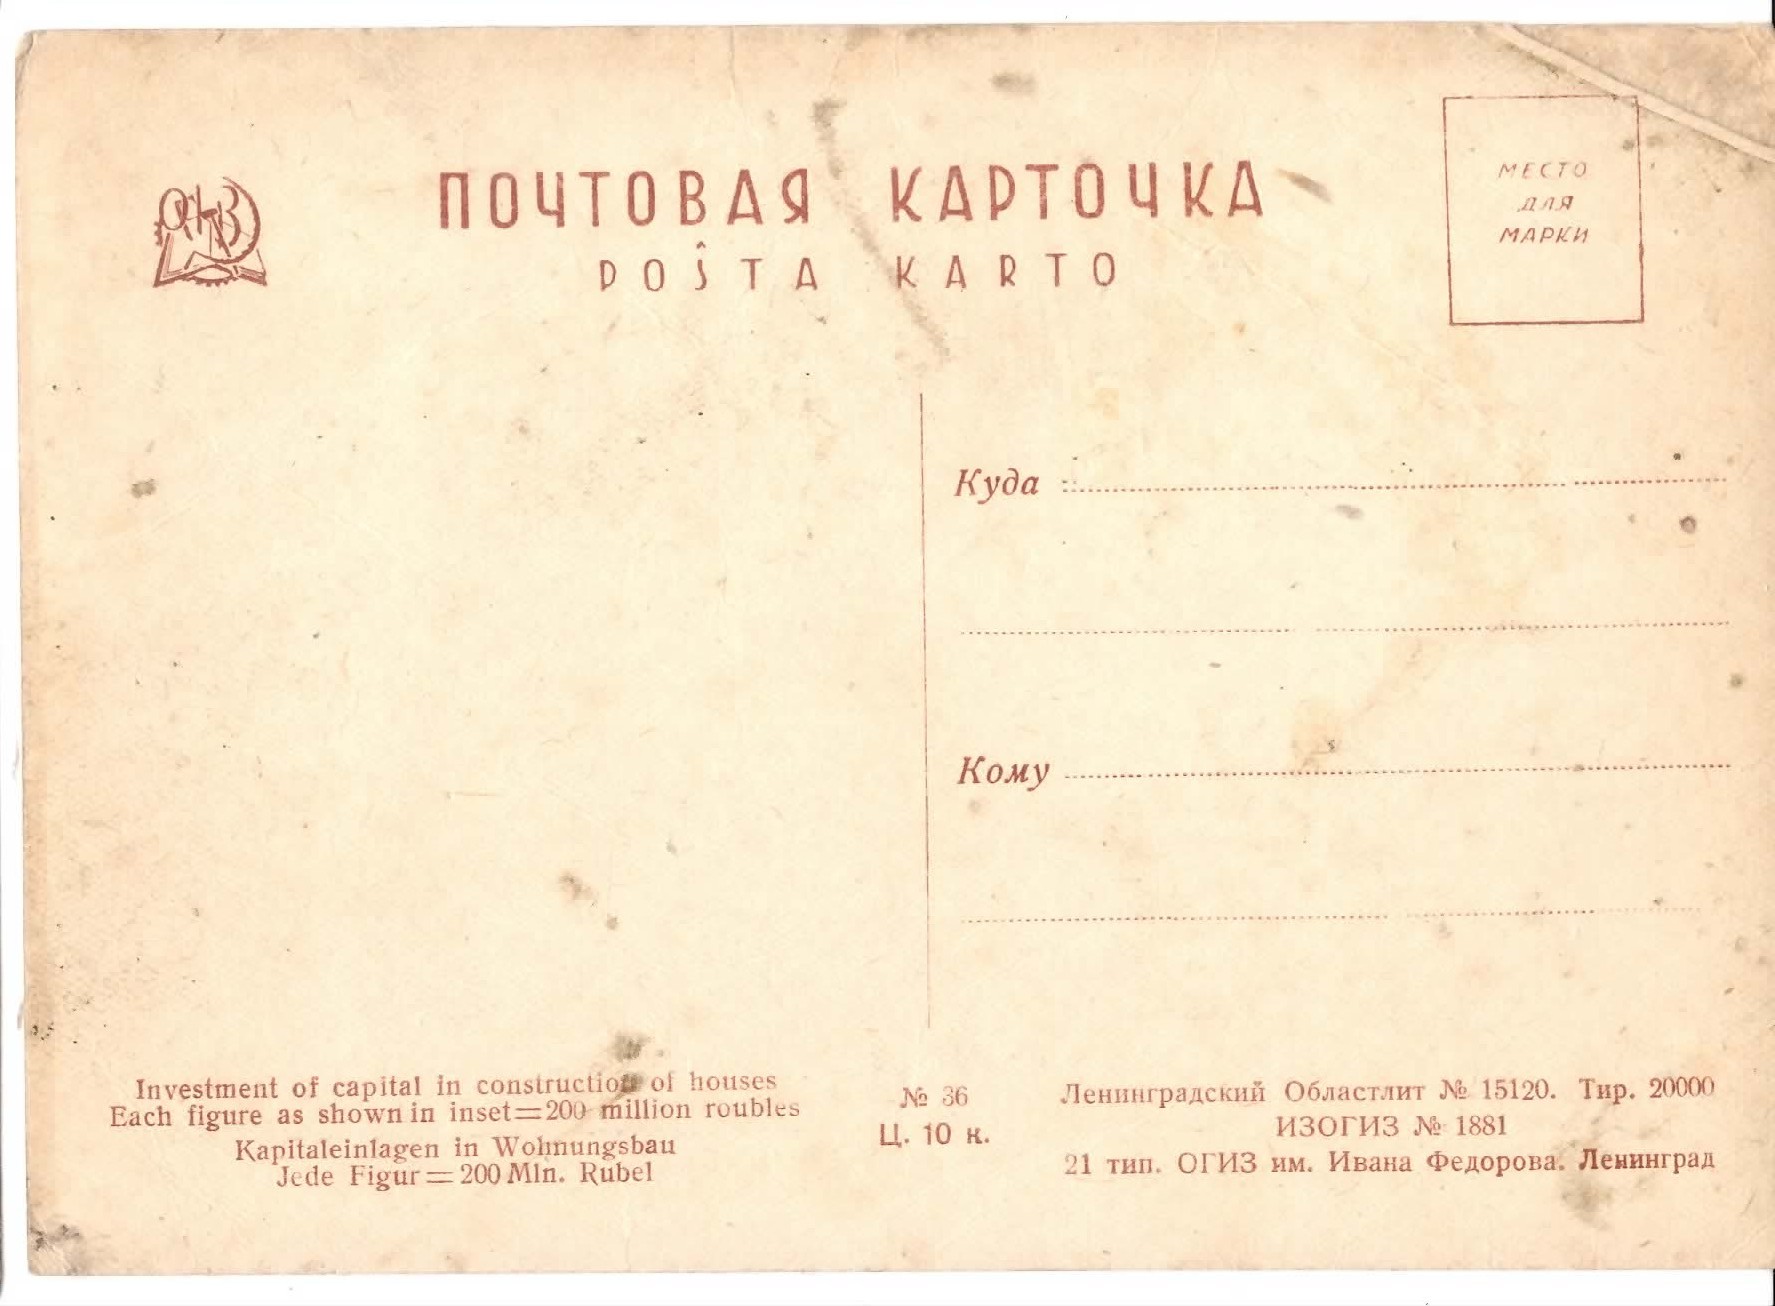 ПОЧТОВАЯ КАРТОЧКА
POŜTA KARTO
МЕСТО
ДЛЯ
МАРКИ
Куда
Кому
Investment of capital in construction of houses
Each figure as shown in inset=200 million roubles
Kapitaleinlagen in Wohnungsbau
Jede Figur=200 Mln. Rubel
№ 36
Ц. 10 к.
Ленинградский Областлит № 15120. Тир. 20000
ИЗОГИЗ № 1881
21 тип. ОГИЗ им. Ивана Федорова. Ленинград